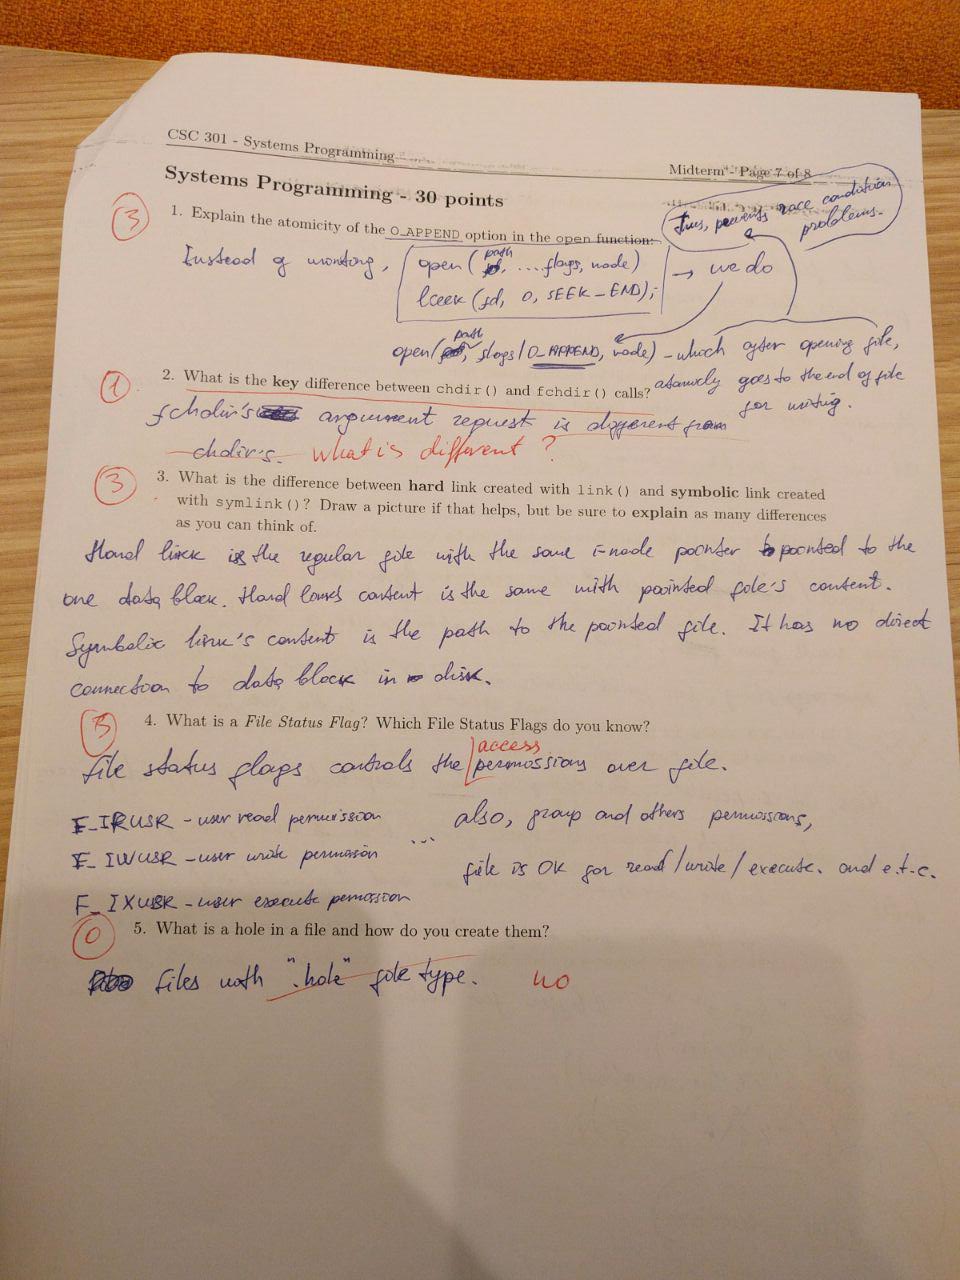 CSC 301 - Systems Programming
Midterm - Page 7 of 8
Systems Programming - 30 points
Thus, prevents race condition
problems.
3
1. Explain the atomicity of the O_APPEND option in the open function:
Instead of
path
open ( , .... flags, mode)
lseek (fd, 0, SEEK_END);
→ we do
path
open( , flags/O_APPEND, mode) - which after opening file,
atomicly goes to the end of file
for writing.
1
2. What is the key difference between chdir() and fchdir() calls?
fchdir's argument request is different from
chdir's. What is different?
3
3. What is the difference between hard link created with link() and symbolic link created
with symlink()? Draw a picture if that helps, but be sure to explain as many differences
as you can think of.
Hard link is the regular file with the same i-node pointer pointed to the
one data block. Hard content is the same with pointed file's content.
Symbolic link's content is the path to the pointed file. It has no direct
connection to data block in disk.
4. What is a File Status Flag? Which File Status Flags do you know?
access
file status flags controls the permissions over file.
F_IRUSR - user read permission
also, group and others permissions,
F_IWUSR - user write permission ...
file is OK for read/write/execute. and e.t.c.
F_IXUSR - user execute permission
0
5. What is a hole in a file and how do you create them?
files with ".hole" file type. no